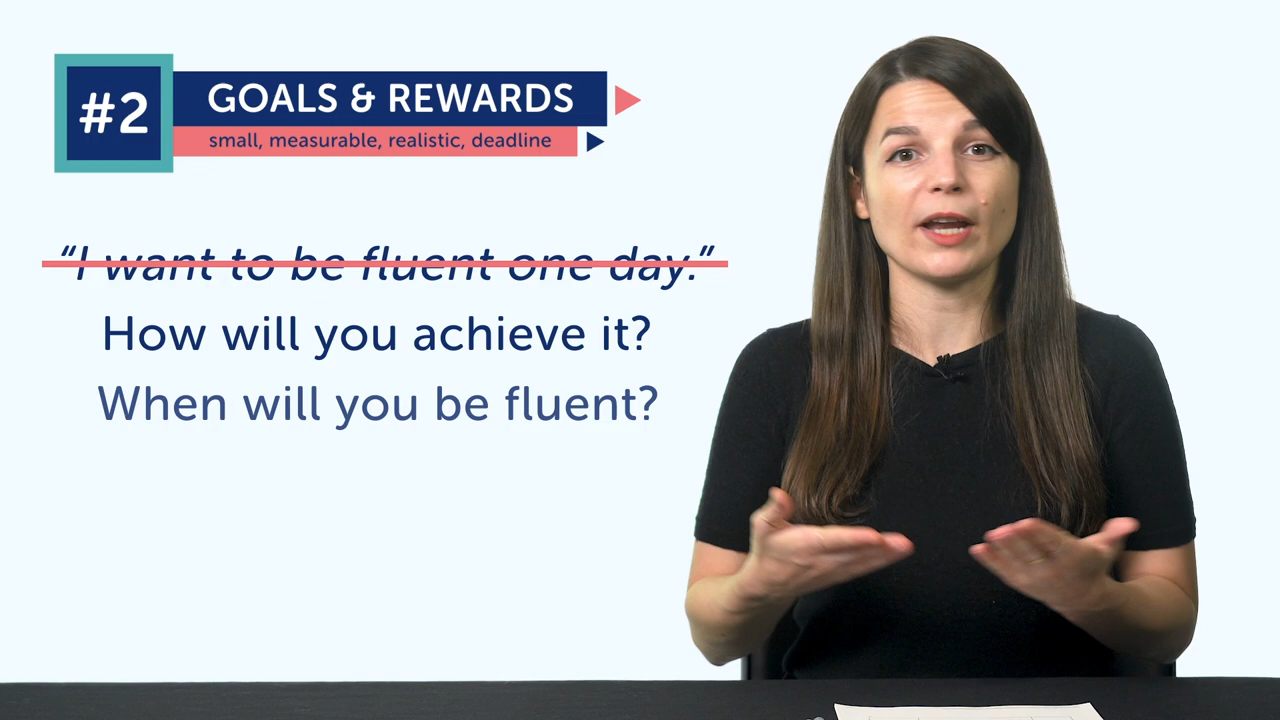 #2
GOALS & REWARDS
small, measurable, realistic, deadline
“I want to be fluent one day.”
How will you achieve it?
When will you be fluent?